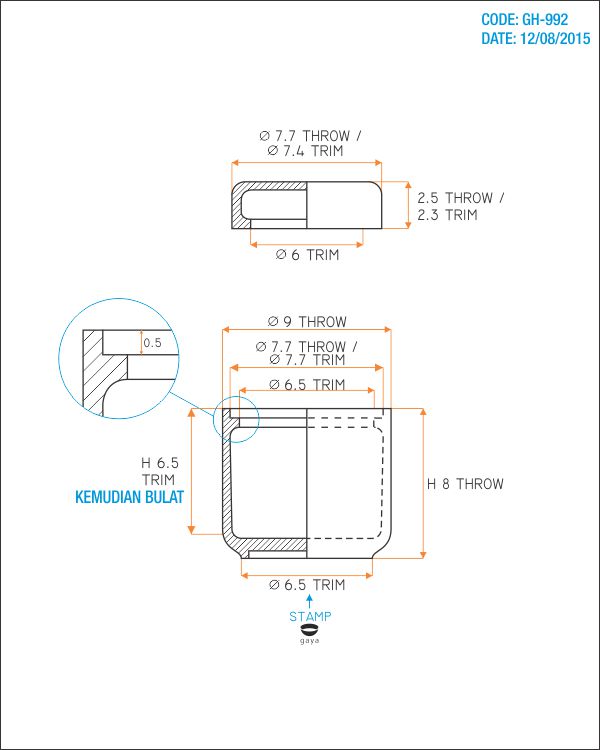 CODE: GH-992
DATE: 12/08/2015
Ø 7.7 THROW /
Ø 7.4 TRIM
2.5 THROW /
2.3 TRIM
Ø 6 TRIM
Ø 9 THROW
0.5
Ø 7.7 THROW /
Ø 7.7 TRIM
Ø 6.5 TRIM
H 6.5
TRIM
KEMUDIAN BULAT
H 8 THROW
Ø 6.5 TRIM
STAMP
gaya